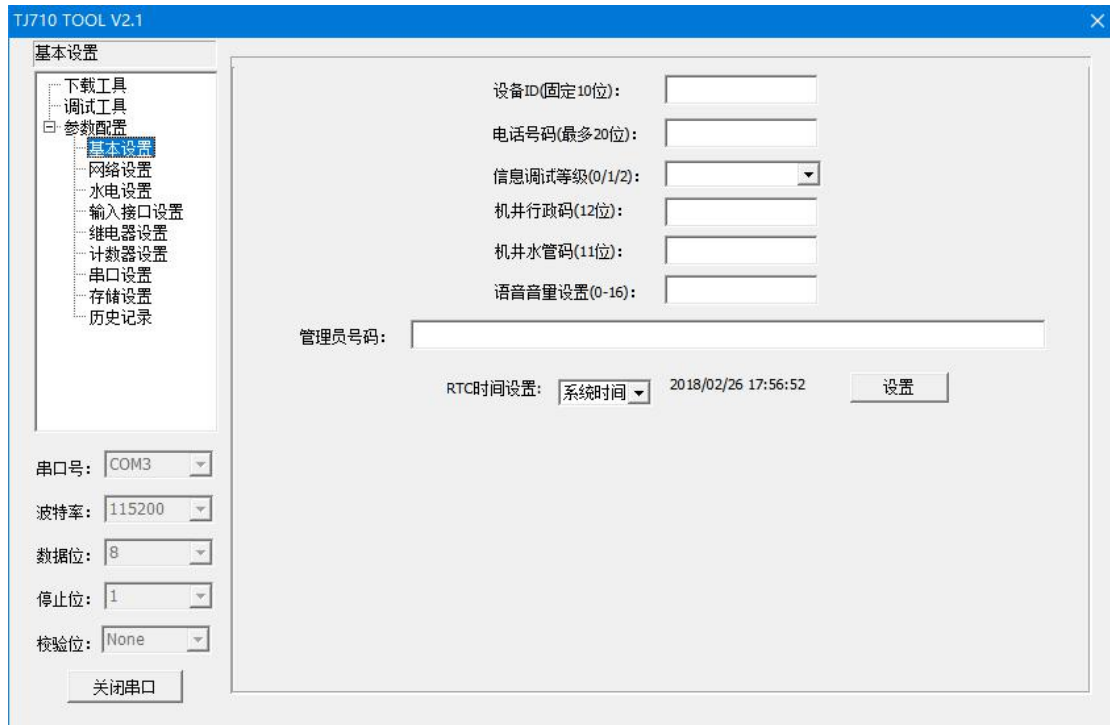 TJ710 TOOL V2.1
基本设置
下载工具
调试工具
参数配置
基本设置
网络设置
水电设置
输入接口设置
继电器设置
计数器设置
串口设置
存储设置
历史记录
串口号: COM3
波特率: 115200
数据位: 8
停止位: 1
校验位: None
关闭串口
设备ID(固定10位):
电话号码(最多20位):
信息调试等级(0/1/2):
机井行政码(12位):
机井水管码(11位):
语音音量设置(0-16):
管理员号码:
RTC时间设置: 系统时间 2018/02/26 17:56:52 设置